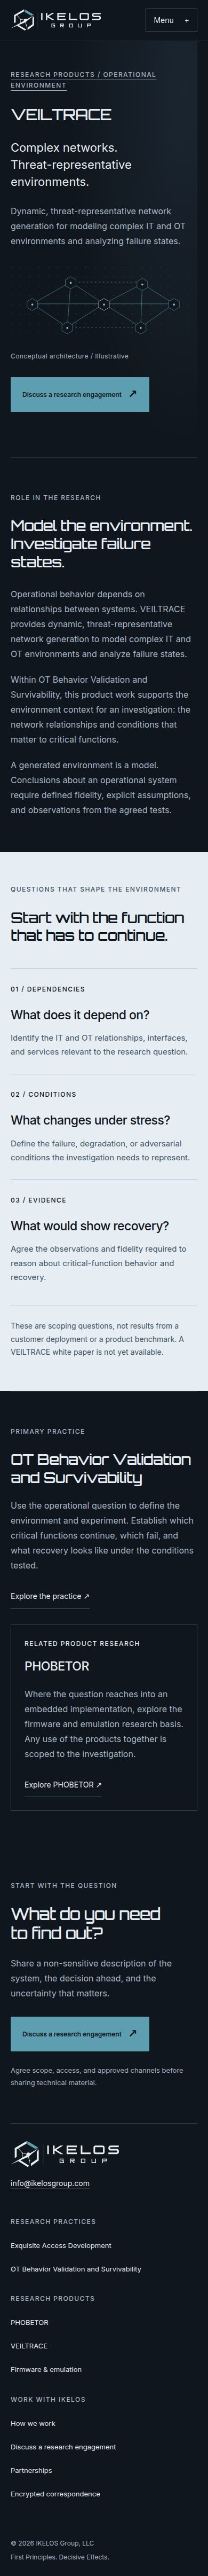 IKELOS
GROUP
Menu +
RESEARCH PRODUCTS / OPERATIONAL
ENVIRONMENT
VEILTRACE
Complex networks.
Threat-representative
environments.
Dynamic, threat-representative network
generation for modeling complex IT and OT
environments and analyzing failure states.
Conceptual architecture / Illustrative
Discuss a research engagement ↗
ROLE IN THE RESEARCH
Model the environment.
Investigate failure
states.
Operational behavior depends on
relationships between systems. VEILTRACE
provides dynamic, threat-representative
network generation to model complex IT and
OT environments and analyze failure states.
Within OT Behavior Validation and
Survivability, this product work supports the
environment context for an investigation: the
network relationships and conditions that
matter to critical functions.
A generated environment is a model.
Conclusions about an operational system
require defined fidelity, explicit assumptions,
and observations from the agreed tests.
QUESTIONS THAT SHAPE THE ENVIRONMENT
Start with the function
that has to continue.
01 / DEPENDENCIES
What does it depend on?
Identify the IT and OT relationships, interfaces,
and services relevant to the research question.
02 / CONDITIONS
What changes under stress?
Define the failure, degradation, or adversarial
conditions the investigation needs to represent.
03 / EVIDENCE
What would show recovery?
Agree the observations and fidelity required to
reason about critical-function behavior and
recovery.
These are scoping questions, not results from a
customer deployment or a product benchmark. A
VEILTRACE white paper is not yet available.
PRIMARY PRACTICE
OT Behavior Validation
and Survivability
Use the operational question to define the
environment and experiment. Establish which
critical functions continue, which fail, and
what recovery looks like under the conditions
tested.
Explore the practice ↗
RELATED PRODUCT RESEARCH
PHOBETOR
Where the question reaches into an
embedded implementation, explore the
firmware and emulation research basis.
Any use of the products together is
scoped to the investigation.
Explore PHOBETOR ↗
START WITH THE QUESTION
What do you need
to find out?
Share a non-sensitive description of the
system, the decision ahead, and the
uncertainty that matters.
Discuss a research engagement ↗
Agree scope, access, and approved channels before
sharing technical material.
IKELOS
GROUP
info@ikelosgroup.com
RESEARCH PRACTICES
Exquisite Access Development
OT Behavior Validation and Survivability
RESEARCH PRODUCTS
PHOBETOR
VEILTRACE
Firmware & emulation
WORK WITH IKELOS
How we work
Discuss a research engagement
Partnerships
Encrypted correspondence
© 2026 IKELOS Group, LLC
First Principles. Decisive Effects.